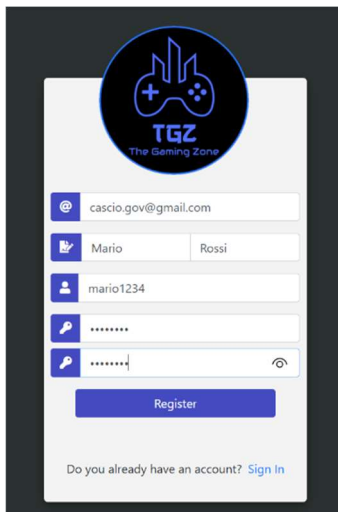 TGZ
The Gaming Zone
@ cascio.gov@gmail.com
Mario Rossi
mario1234
••••••••
••••••••
Register
Do you already have an account? Sign In